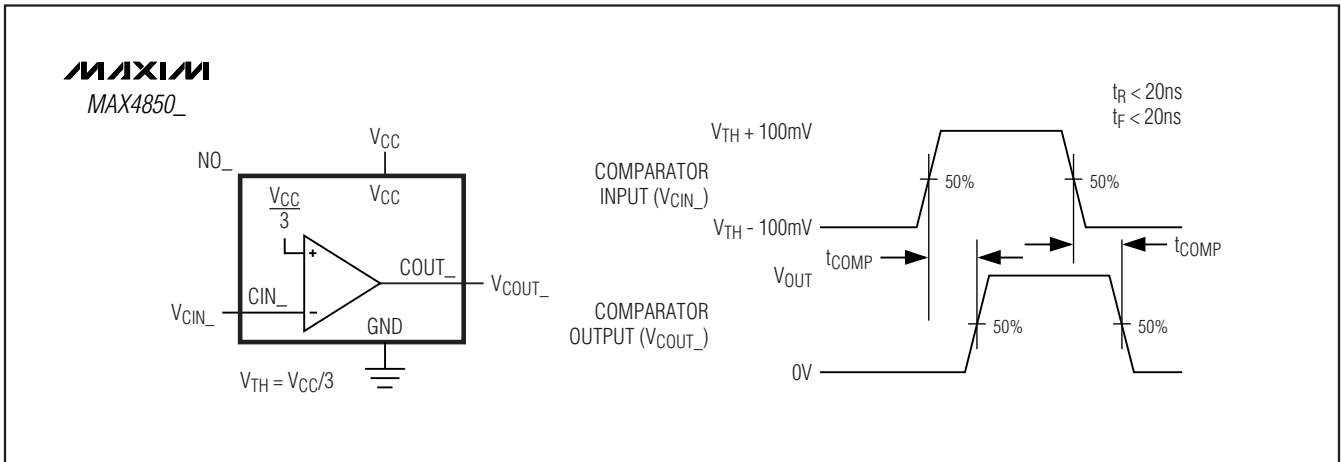 MAXIM
MAX4850_
NO_
VCC
VCC
VCC
3
+
-
CIN_
COUT_
GND
VCIN_
VCOUT_
VTH = VCC/3
COMPARATOR
INPUT (VCIN_)
VTH + 100mV
VTH - 100mV
50%
50%
tR < 20ns
tF < 20ns
tCOMP
tCOMP
COMPARATOR
OUTPUT (VCOUT_)
VOUT
0V
50%
50%